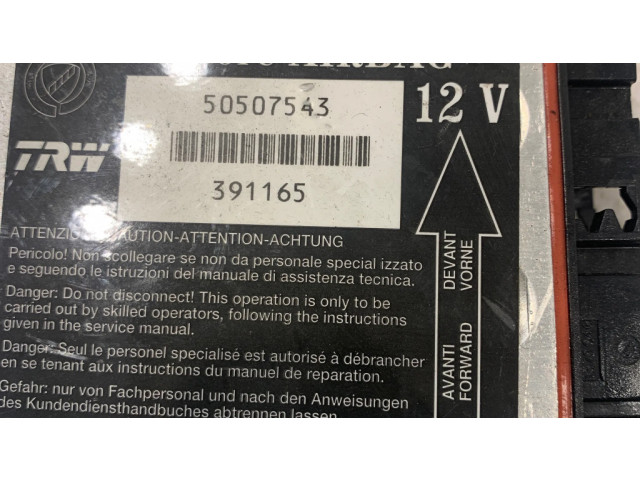 AIRBAG
50507543
12 V
TRW
391165
ATTENZIONE-CAUTION-ATTENTION-ACHTUNG
Pericolo! Non scollegare se non da personale special izzato
e seguendo le istruzioni del manuale di assistenza tecnica.
Danger: Do not disconnect! This operation is only to be
carried out by skilled operators, following the instructions
given in the service manual.
Danger: Seul le personel spécialisé est autorisé à débrancher
en se tenant aux instructions du manuel de reparation.
Gefahr: nur von Fachpersonal und nach den Anweisungen
des Kundendiensthandbuches abtrennen lassen
AVANTI DEVANT
FORWARD VORNE